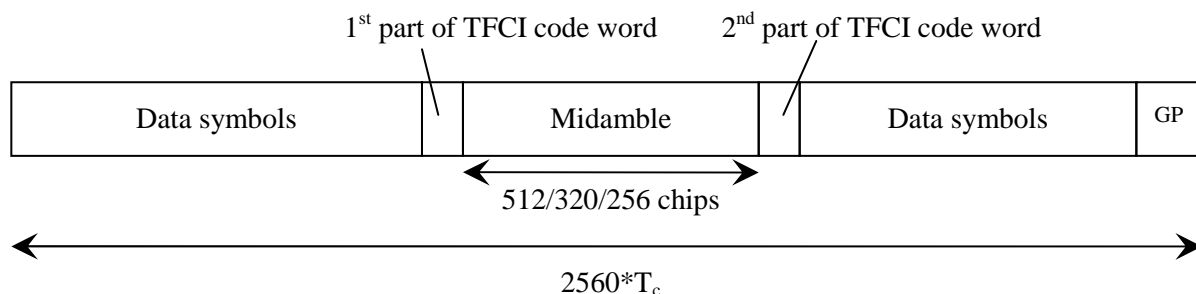 1st part of TFCI code word
2nd part of TFCI code word
Data symbols
Midamble
Data symbols
GP
512/320/256 chips
2560*Tc